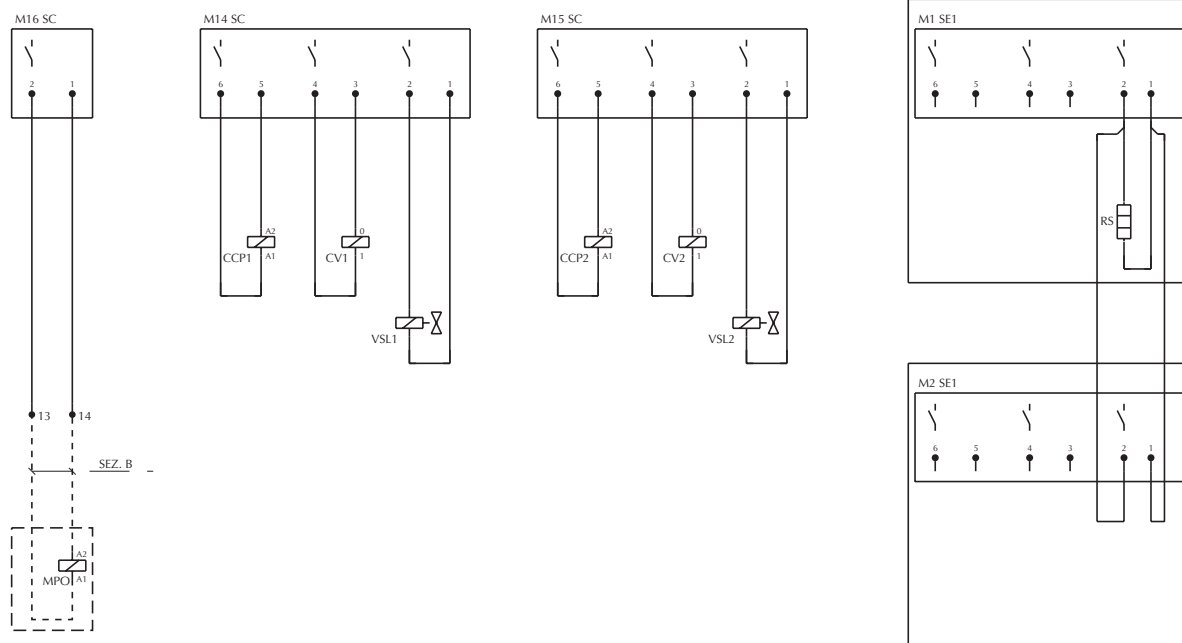 M16 SC
2 1
13 14
SEZ. B
A2
MPO A1
M14 SC
6 5 4 3 2 1
A2 0
CCP1 A1 CV1 1
VSL1
M15 SC
6 5 4 3 2 1
A2 0
CCP2 A1 CV2 1
VSL2
M1 SE1
6 5 4 3 2 1
RS
M2 SE1
6 5 4 3 2 1